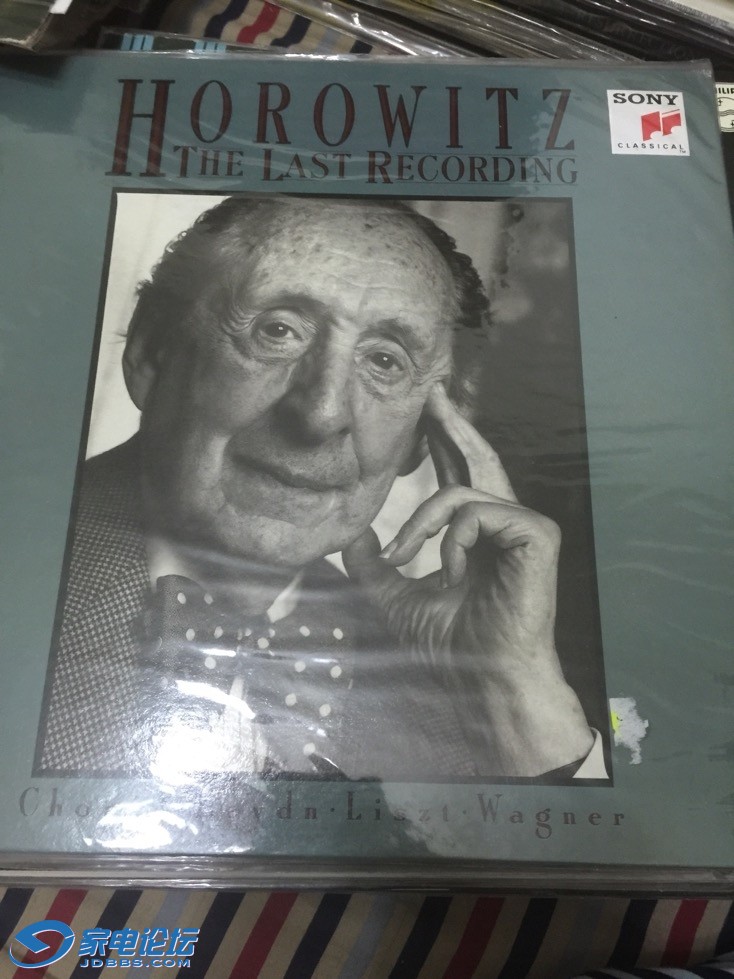 HOROWITZ
THE LAST RECORDING
SONY
CLASSICAL
Liszt · Wagner
家电论坛
JDBBS.COM